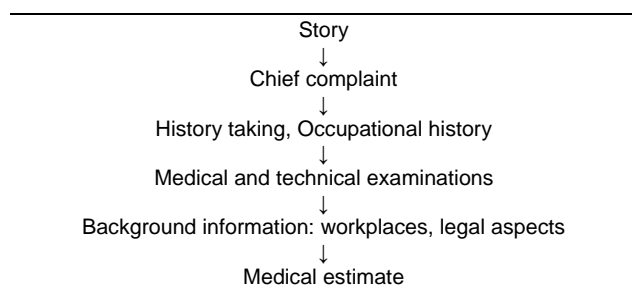 Story
↓
Chief complaint
↓
History taking, Occupational history
↓
Medical and technical examinations
↓
Background information: workplaces, legal aspects
↓
Medical estimate